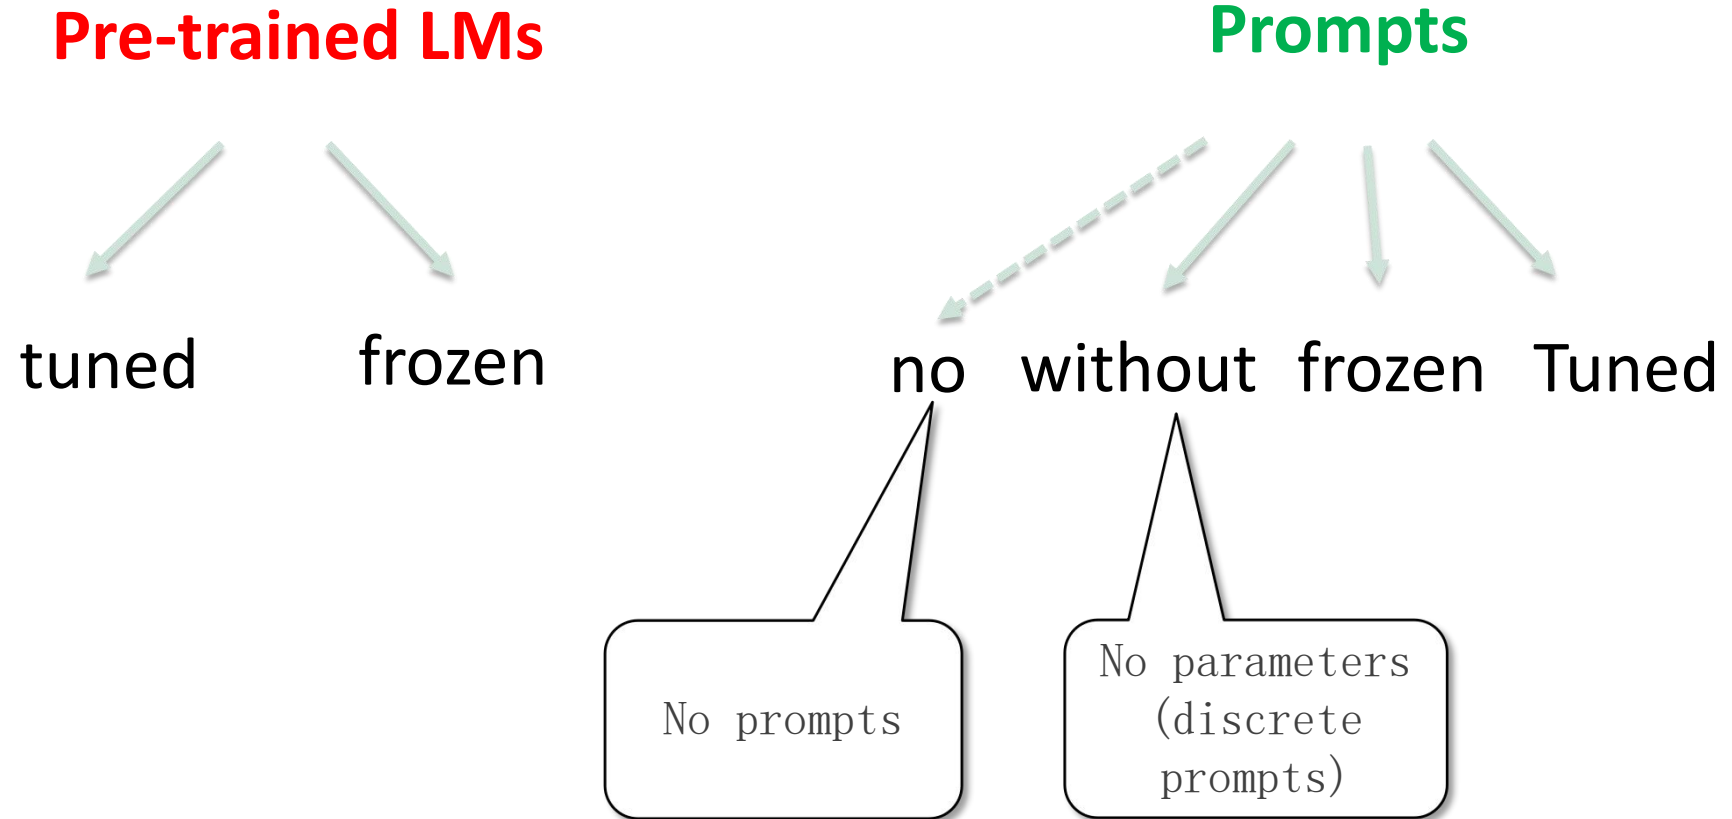 Pre-trained LMs
Prompts
tuned
frozen
no
without
frozen
Tuned
No prompts
No parameters
(discrete
prompts)